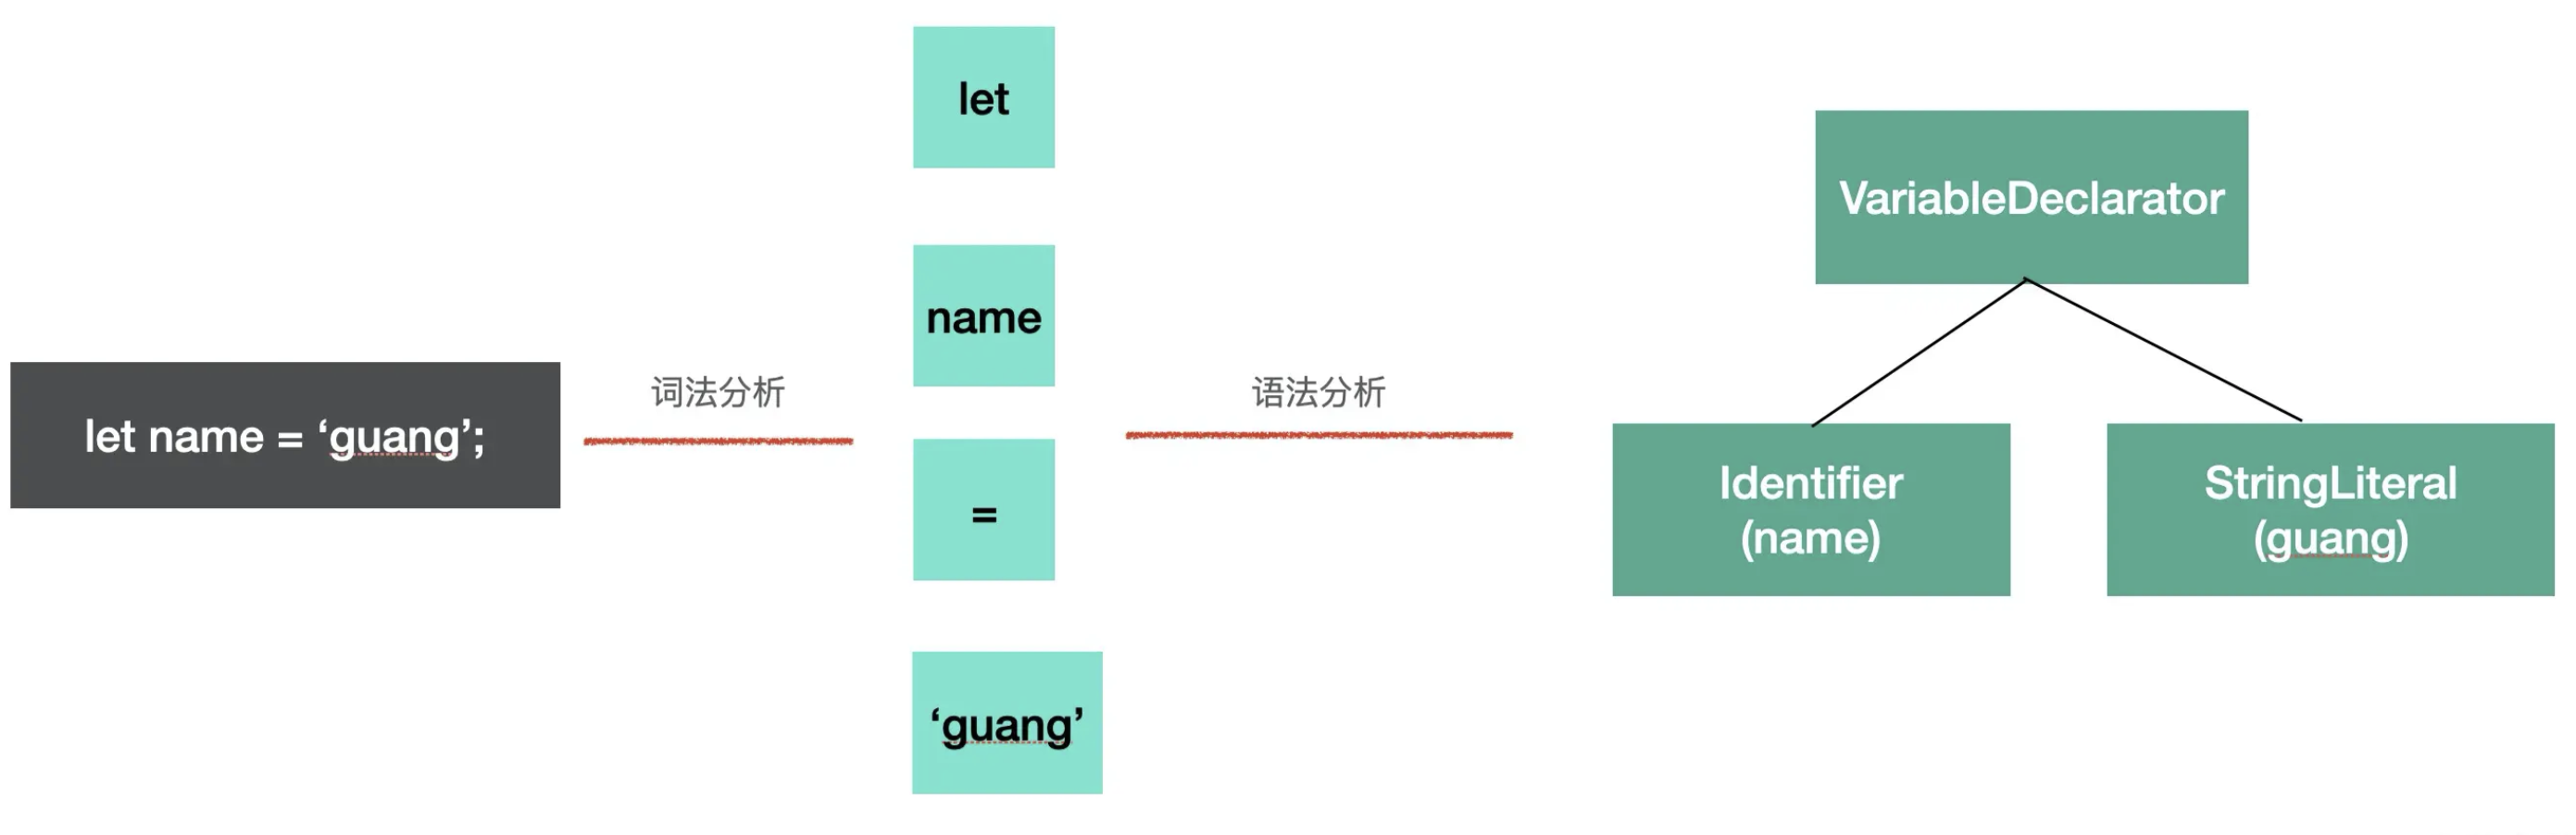 let name = ‘guang’;
词法分析
let
name
=
‘guang’
语法分析
VariableDeclarator
Identifier
(name)
StringLiteral
(guang)